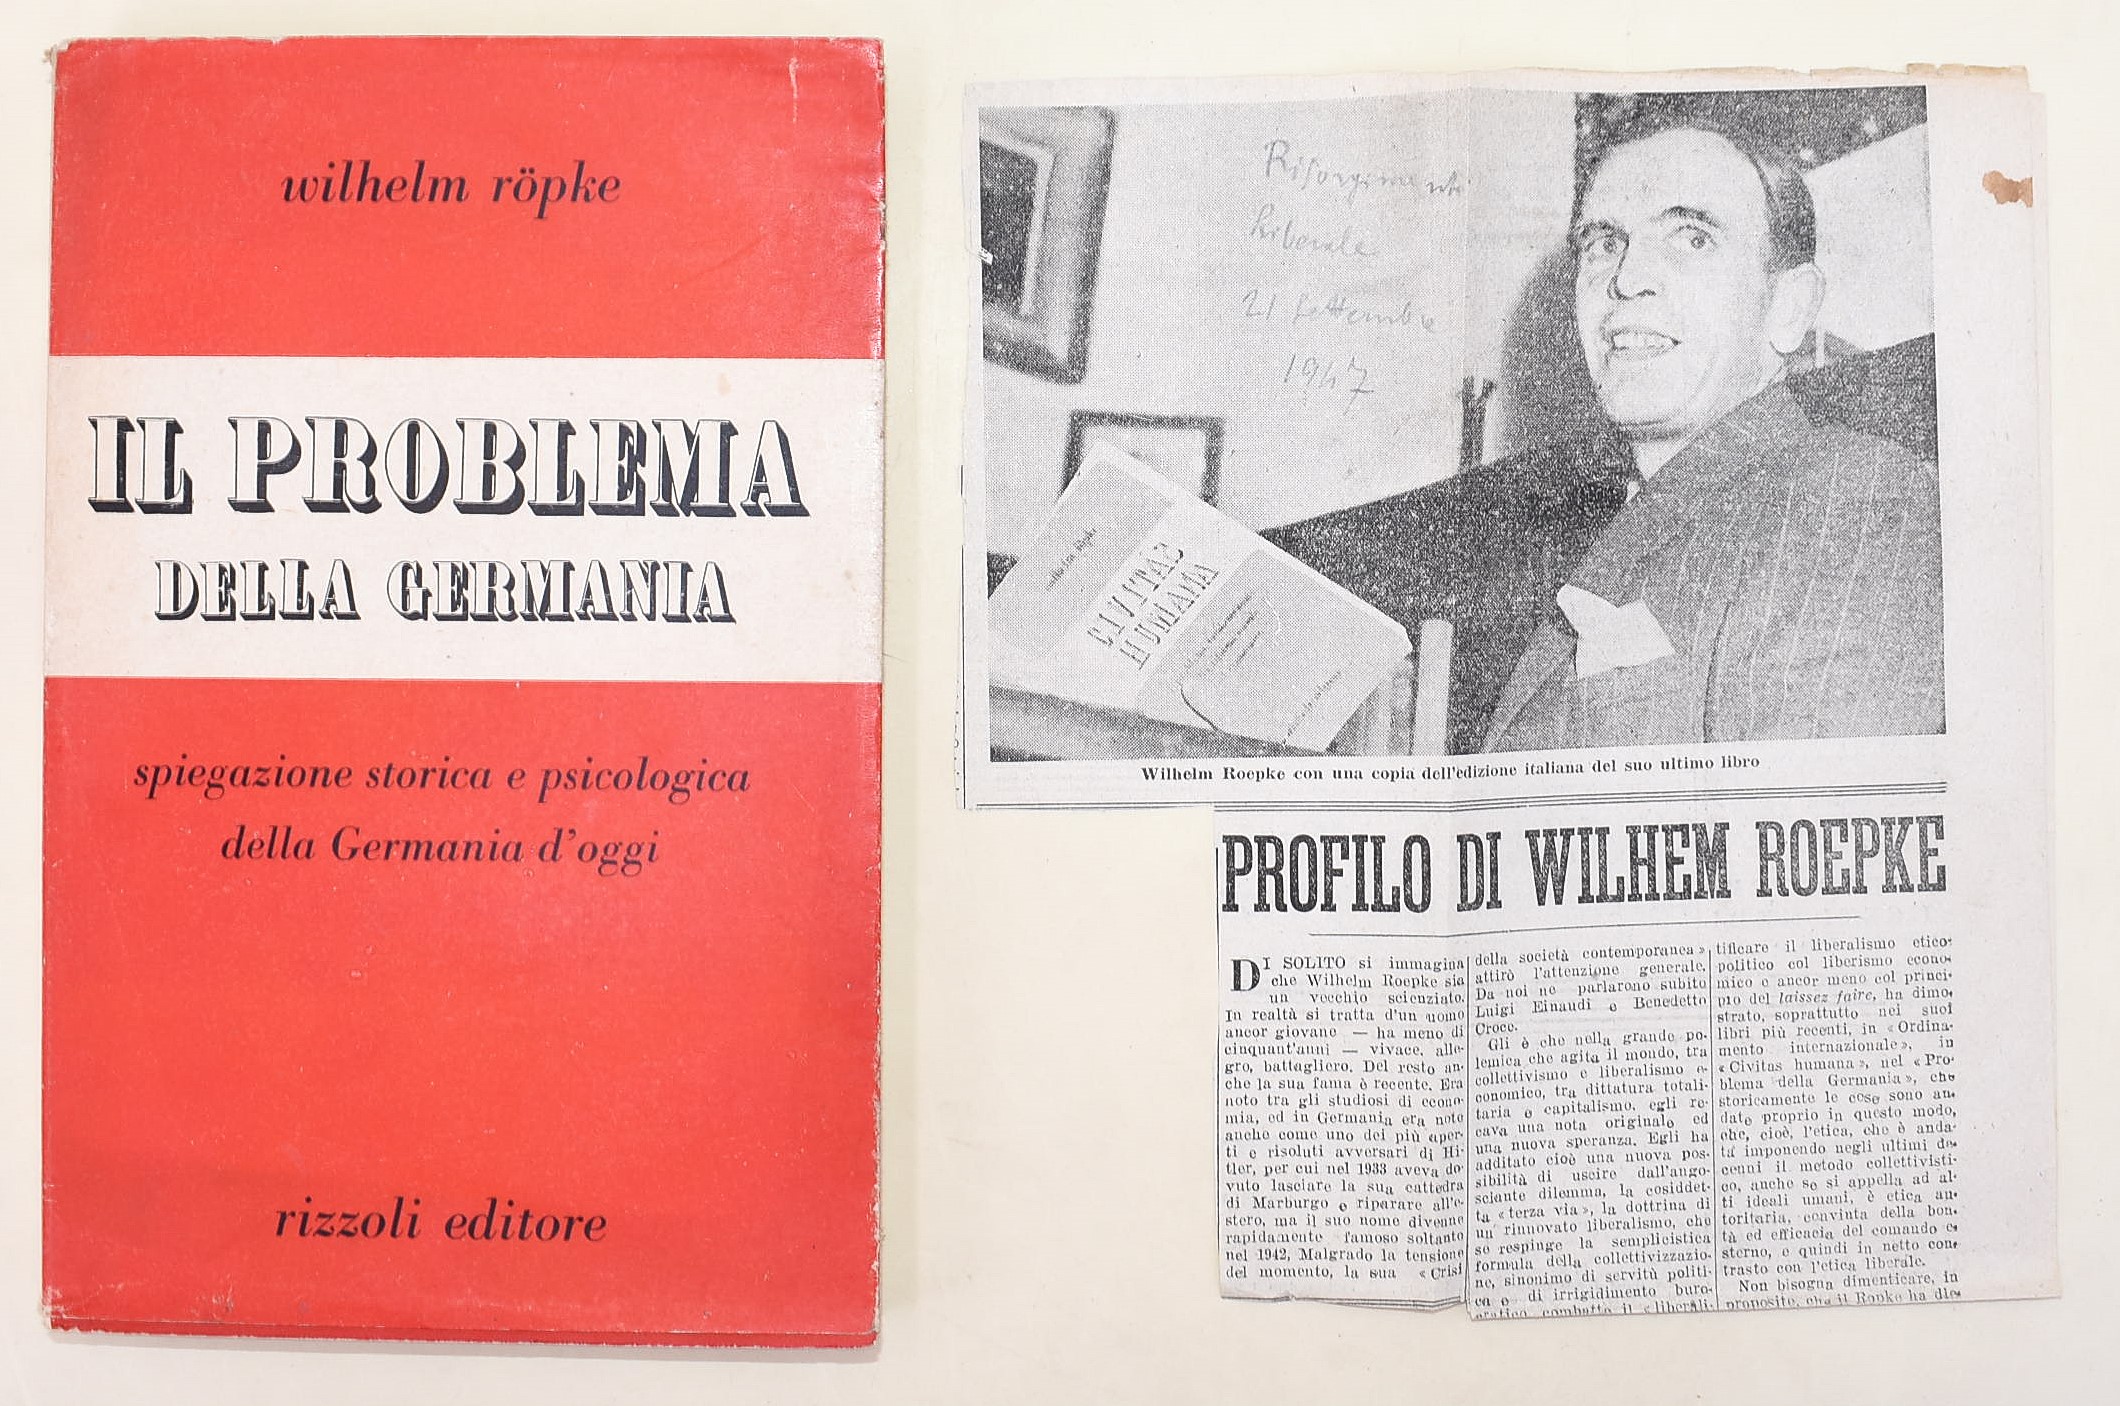 wilhelm röpke
IL PROBLEMA
DELLA GERMANIA
spiegazione storica e psicologica
della Germania d'oggi
rizzoli editore
Risorgimento
liberale
21 settembre
1947
wilhelm röpke
CIVITAS
HUMANA
Wilhelm Roepke con una copia dell'edizione italiana del suo ultimo libro
PROFILO DI WILHEM ROEPKE
DI SOLITO si immagina
che Wilhelm Roepke sia
un vecchio scienziato.
In realtà si tratta d'un uomo
ancor giovane — ha meno di
cinquant'anni — vivace, alle-
gro, battagliero. Del resto an-
che la sua fama è recente. Era
noto tra gli studiosi di econo-
mia, ed in Germania era noto
anche come uno dei più aper-
ti e risoluti avversari di Hi-
tler, per cui nel 1933 aveva do-
vuto lasciare la sua cattedra
di Marburgo e riparare all'e-
stero, ma il suo nome divenne
rapidamente famoso soltanto
nel 1942, Malgrado la tensione
del momento, la sua «Crisi
della società contemporanea»
attirò l'attenzione generale.
Da noi ne parlarono subito
Luigi Einaudi e Benedetto
Croce.
Gli è che nella grande po-
lemica che agita il mondo, tra
collettivismo e liberalismo e-
conomico, tra dittatura totali-
taria e capitalismo, egli re-
cava una nota originale ed
una nuova speranza. Egli ha
additato cioè una nuova pos-
sibilità di uscire dall'ango-
sciante dilemma, la cosiddet-
ta «terza via», la dottrina di
un rinnovato liberalismo, che
se respinge la semplicistica
formula della collettivizzazio-
ne, sinonimo di servitù politi-
ca e di irrigidimento buro-
cratico, combatte il «liberali-
tificare il liberalismo etico-
politico col liberismo econo-
mico e ancor meno col princi-
pio del laissez faire, ha dimo-
strato, soprattutto nei suoi
libri più recenti, in «Ordina-
mento internazionale», in
«Civitas humana», nel «Pro-
blema della Germania», che
storicamente le cose sono an-
date proprio in questo modo,
che, cioè, l'etica, che è anda-
ta imponendo negli ultimi de-
cenni il metodo collettivisti-
co, anche se si appella ad al-
ti ideali umani, è etica au-
toritaria, convinta della bon-
tà ed efficacia del comando e-
sterno, e quindi in netto con-
trasto con l'etica liberale.
Non bisogna dimenticare, in
proposito, che il Ropke ha die-